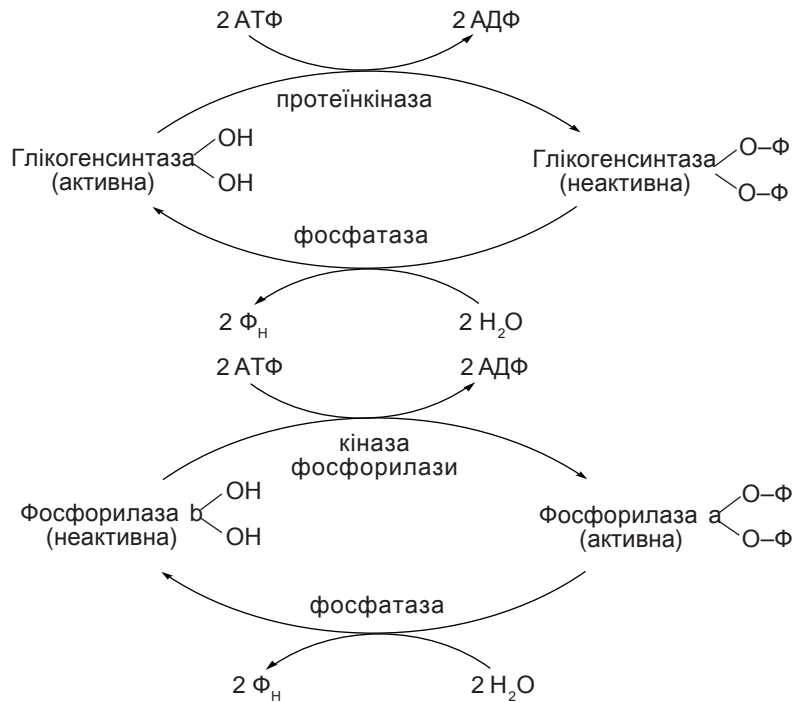 2 АТФ 2 АДФ
протеїнкіназа
Глікогенсинтаза
(активна)
OH
OH
Глікогенсинтаза
(неактивна)
О–Ф
О–Ф
фосфатаза
2 Фн 2 H₂O
2 АТФ 2 АДФ
кіназа
фосфорилази
Фосфорилаза b
(неактивна)
OH
OH
Фосфорилаза а
(активна)
О–Ф
О–Ф
фосфатаза
2 Фн 2 H₂O